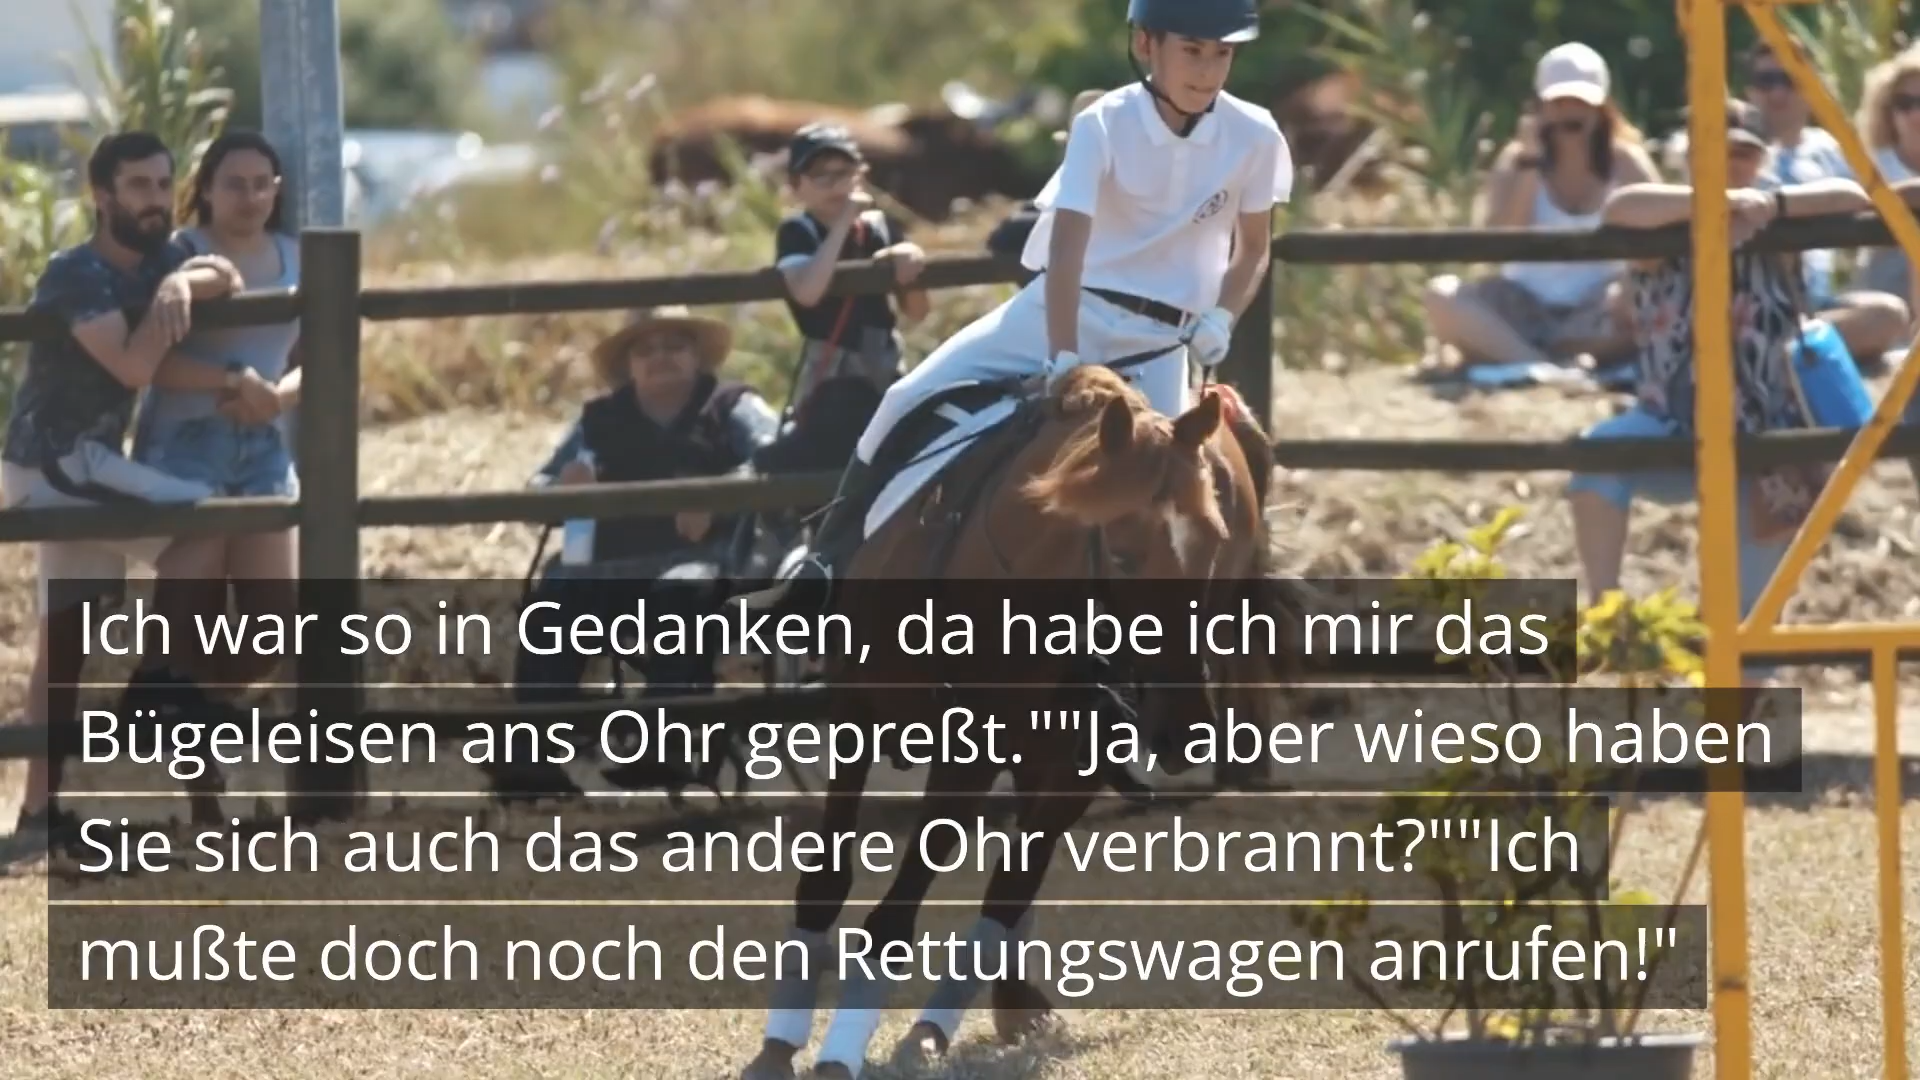 Ich war so in Gedanken, da habe ich mir das
Bügeleisen ans Ohr gepreßt.""Ja, aber wieso haben
Sie sich auch das andere Ohr verbrannt?""Ich
mußte doch noch den Rettungswagen anrufen!"